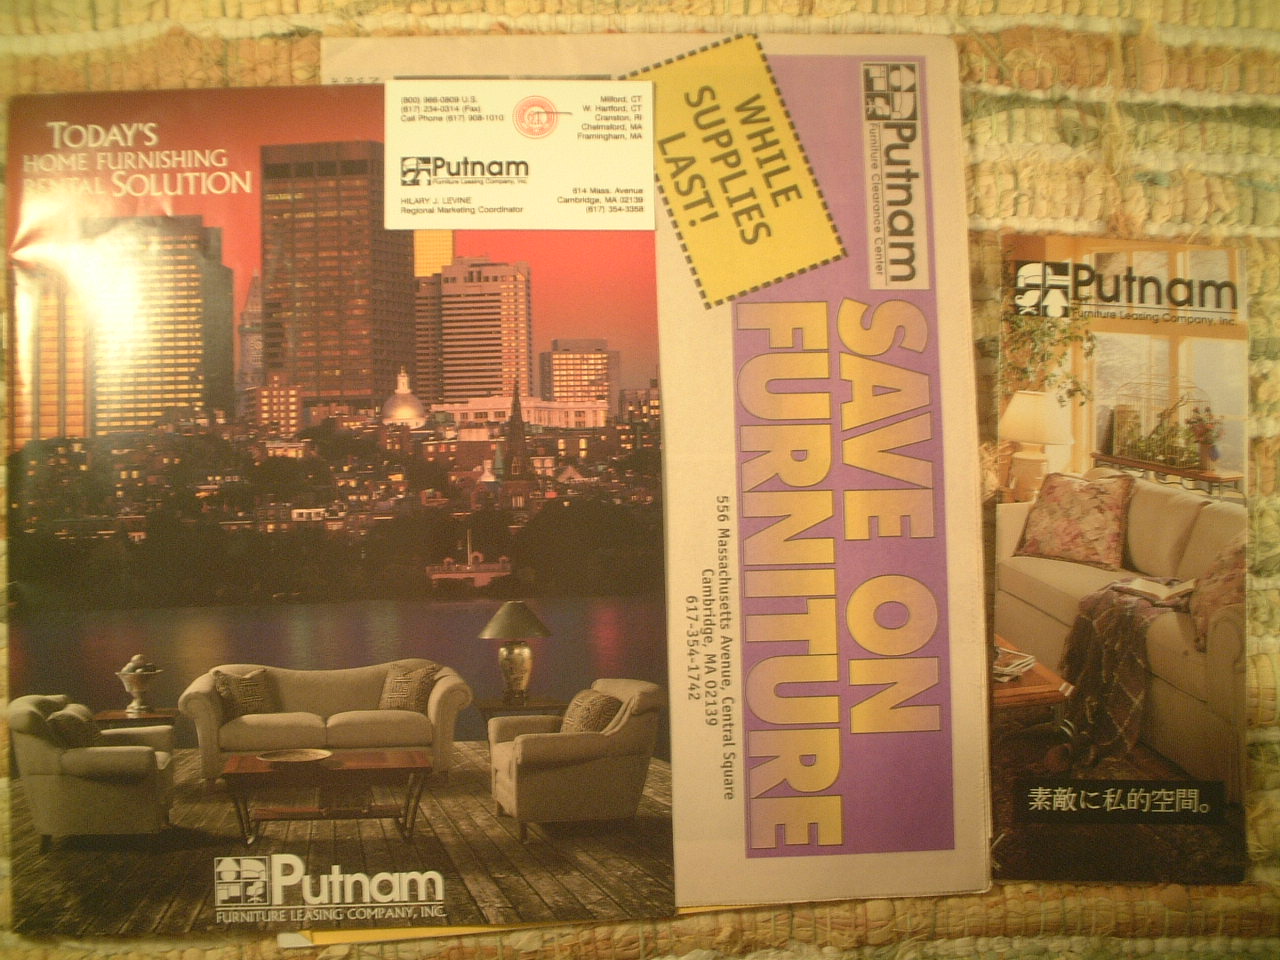 TODAY'S
HOME FURNISHING
RENTAL SOLUTION
(800) 966-0809 U.S.
(617) 234-0314 (Fax)
Cell Phone (617) 908-1010
Milford, CT
W. Hartford, CT
Cranston, RI
Chelmsford, MA
Framingham, MA
Putnam
Furniture Leasing Company, Inc.
HILARY J. LEVINE
Regional Marketing Coordinator
614 Mass. Avenue
Cambridge, MA 02139
(617) 354-3358
Putnam
FURNITURE LEASING COMPANY, INC.
WHILE
SUPPLIES
LAST!
Putnam
Furniture Clearance Center
SAVE ON
FURNITURE
556 Massachusetts Avenue, Central Square
Cambridge, MA 02139
617-354-1742
Putnam
Furniture Leasing Company, Inc.
素敵に私的空間。